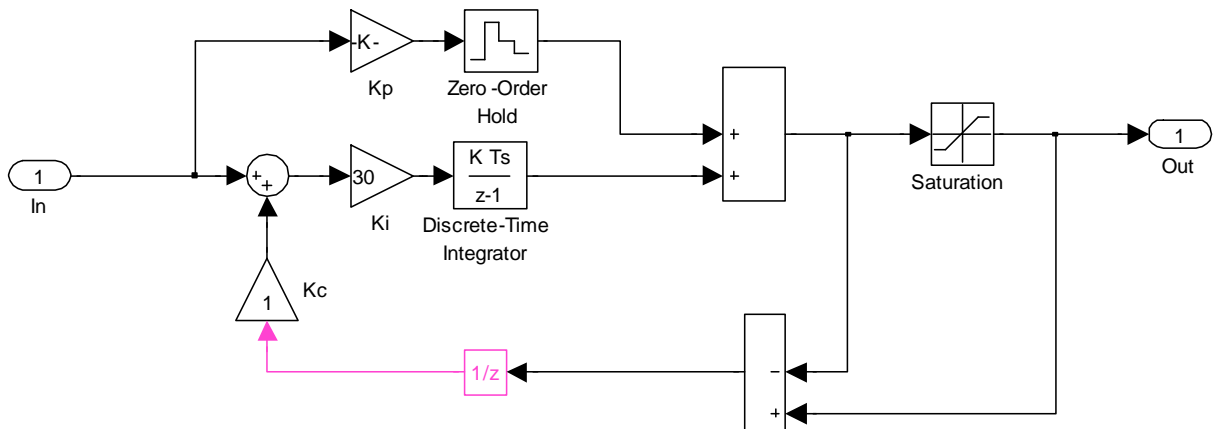 -K-
Kp
Zero -Order
Hold
+
+
1
In
+
+
30
Ki
K Ts
z-1
Discrete-Time
Integrator
Saturation
1
Out
1
Kc
1/z
−
+